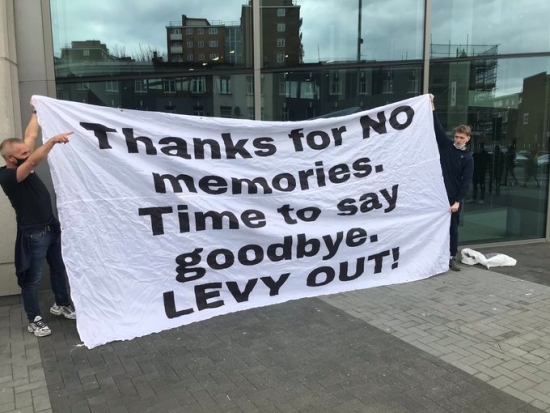 Thanks for NO
memories.
Time to say
goodbye.
LEVY OUT!